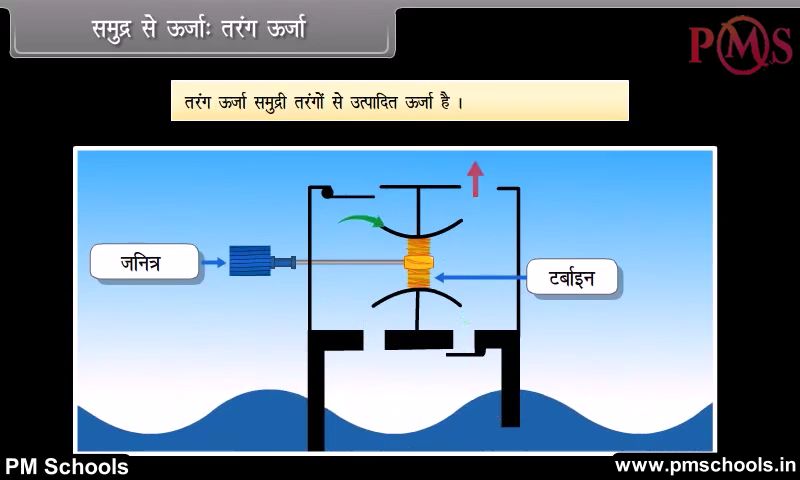 समुद्र से ऊर्जाः तरंग ऊर्जा
PMS
तरंग ऊर्जा समुद्री तरंगों से उत्पादित ऊर्जा है ।
जनित्र
टर्बाइन
PM Schools
www.pmschools.in